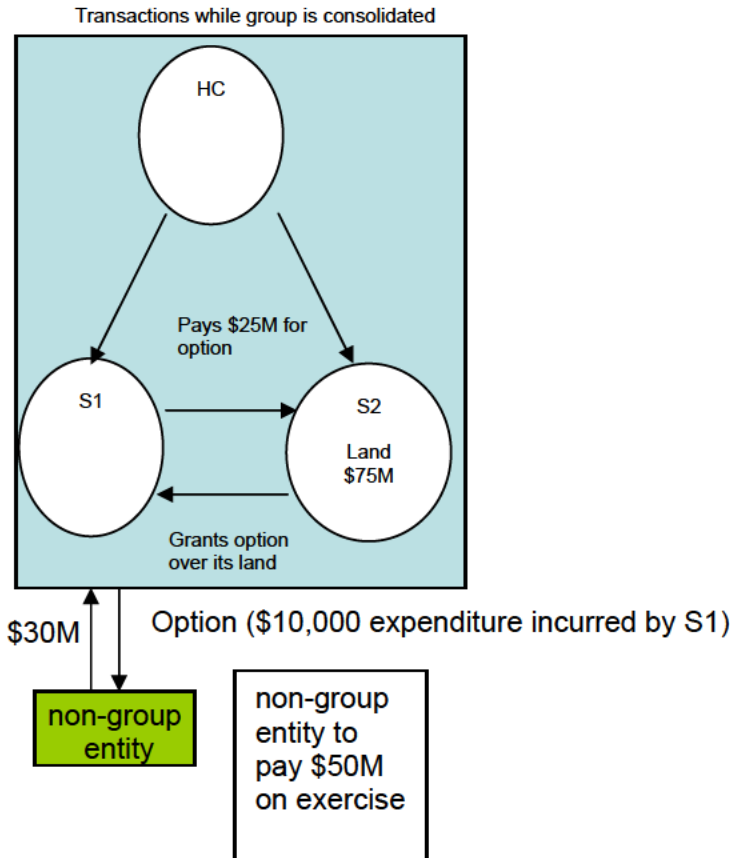 Transactions while group is consolidated
HC
Pays $25M for
option
S1
S2
Land
$75M
Grants option
over its land
$30M
Option ($10,000 expenditure incurred by S1)
non-group
entity
non-group
entity to
pay $50M
on exercise